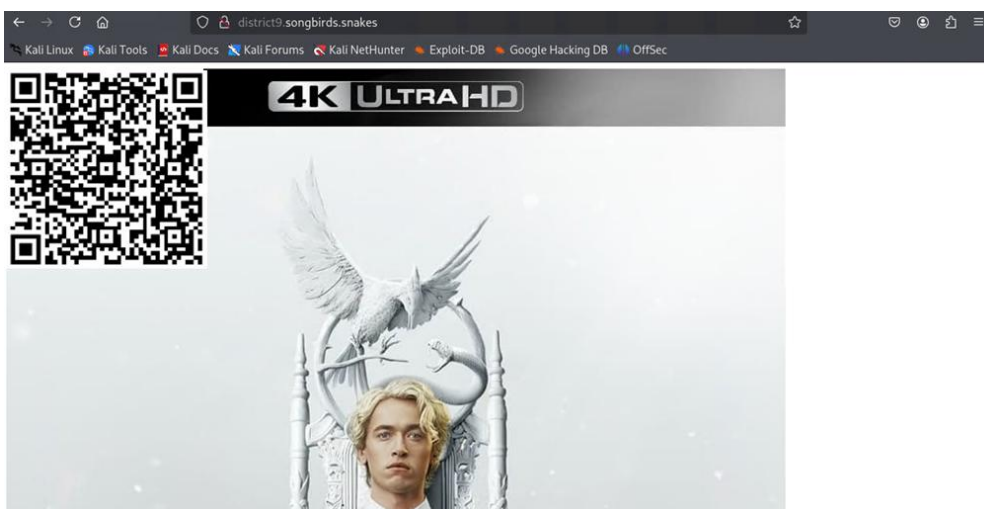 district9.songbirds.snakes
Kali Linux Kali Tools Kali Docs Kali Forums Kali NetHunter Exploit-DB Google Hacking DB OffSec
4K ULTRA HD